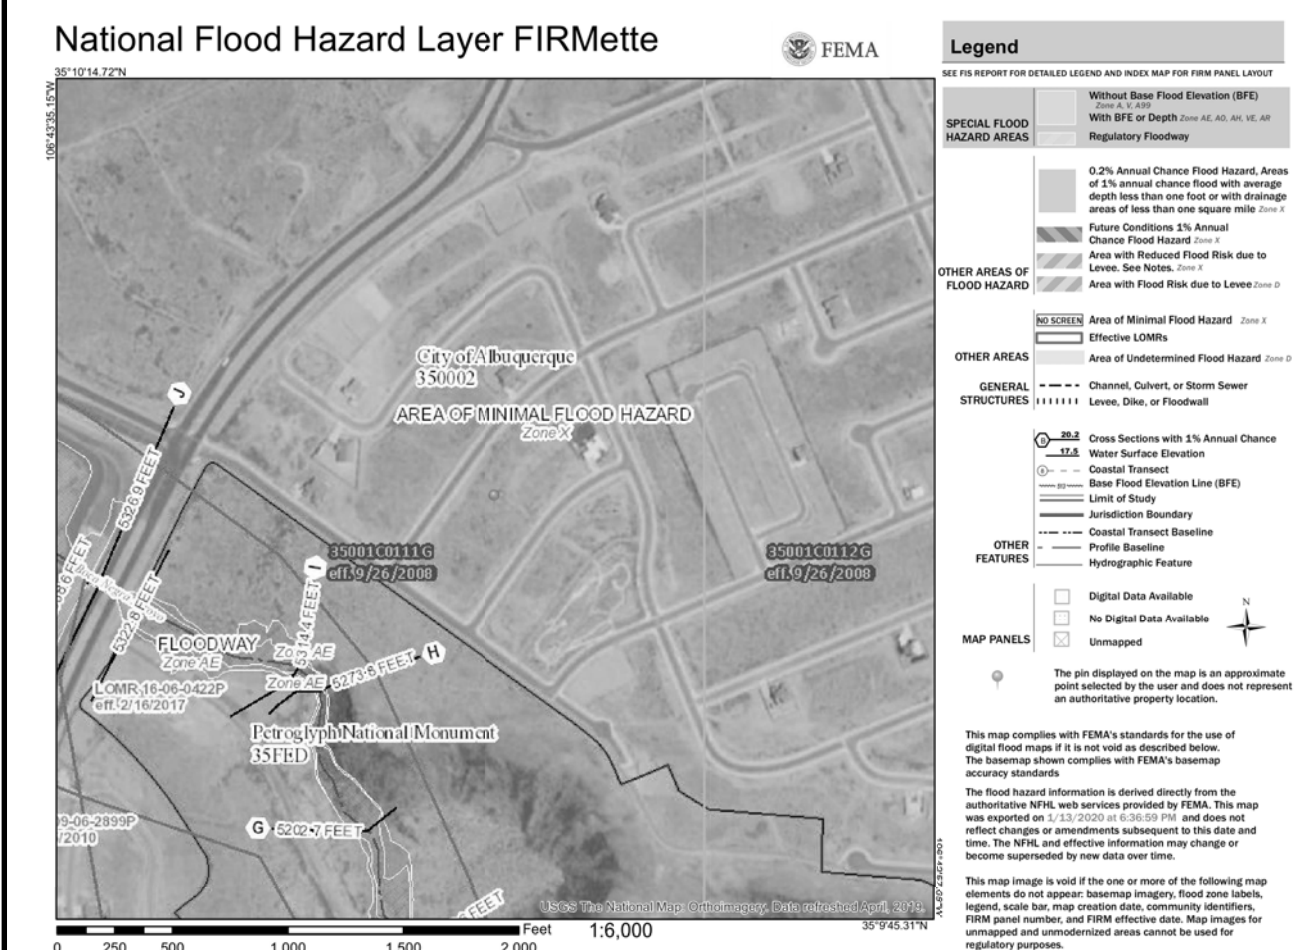 National Flood Hazard Layer FIRMette
FEMA
Legend
SEE FIS REPORT FOR DETAILED LEGEND AND INDEX MAP FOR FIRM PANEL LAYOUT
35°10'14.72"N
106°43'35.15"W
SPECIAL FLOOD
HAZARD AREAS
Without Base Flood Elevation (BFE)
Zone A, V, A99
With BFE or Depth Zone AE, AO, AH, VE, AR
Regulatory Floodway
0.2% Annual Chance Flood Hazard, Areas
of 1% annual chance flood with average
depth less than one foot or with drainage
areas of less than one square mile Zone X
Future Conditions 1% Annual
Chance Flood Hazard Zone X
OTHER AREAS OF
FLOOD HAZARD
Area with Reduced Flood Risk due to
Levee. See Notes. Zone X
Area with Flood Risk due to Levee Zone D
NO SCREEN Area of Minimal Flood Hazard Zone X
Effective LOMRs
OTHER AREAS
Area of Undetermined Flood Hazard Zone D
GENERAL
STRUCTURES
Channel, Culvert, or Storm Sewer
Levee, Dike, or Floodwall
B 20.2 Cross Sections with 1% Annual Chance
17.5 Water Surface Elevation
8 Coastal Transect
513 Base Flood Elevation Line (BFE)
Limit of Study
Jurisdiction Boundary
Coastal Transect Baseline
OTHER
FEATURES
Profile Baseline
Hydrographic Feature
MAP PANELS
Digital Data Available
No Digital Data Available
Unmapped
N
The pin displayed on the map is an approximate
point selected by the user and does not represent
an authoritative property location.
This map complies with FEMA's standards for the use of
digital flood maps if it is not void as described below.
The basemap shown complies with FEMA's basemap
accuracy standards
The flood hazard information is derived directly from the
authoritative NFHL web services provided by FEMA. This map
was exported on 1/13/2020 at 6:36:59 PM and does not
reflect changes or amendments subsequent to this date and
time. The NFHL and effective information may change or
become superseded by new data over time.
This map image is void if the one or more of the following map
elements do not appear: basemap imagery, flood zone labels,
legend, scale bar, map creation date, community identifiers,
FIRM panel number, and FIRM effective date. Map images for
unmapped and unmodernized areas cannot be used for
regulatory purposes.
City of Albuquerque
350002
AREA OF MINIMAL FLOOD HAZARD
Zone X
J
5326.9 FEET
35001C0111G
eff. 9/26/2008
35001C0112G
eff. 9/26/2008
I
5314.4 FEET
8.6 FEET
5322.8 FEET
FLOODWAY
Zone AE
Zone AE
Zone AE
H
5273.8 FEET
LOMR 16-06-0422P
eff. 2/16/2017
Petroglyph National Monument
35FED
G 5202.7 FEET
09-06-2899P
/2010
FEET
USGS The National Map: Orthoimagery. Data refreshed April, 2019.
35°9'45.31"N
0 250 500 1,000 1,500 2,000
Feet
1:6,000